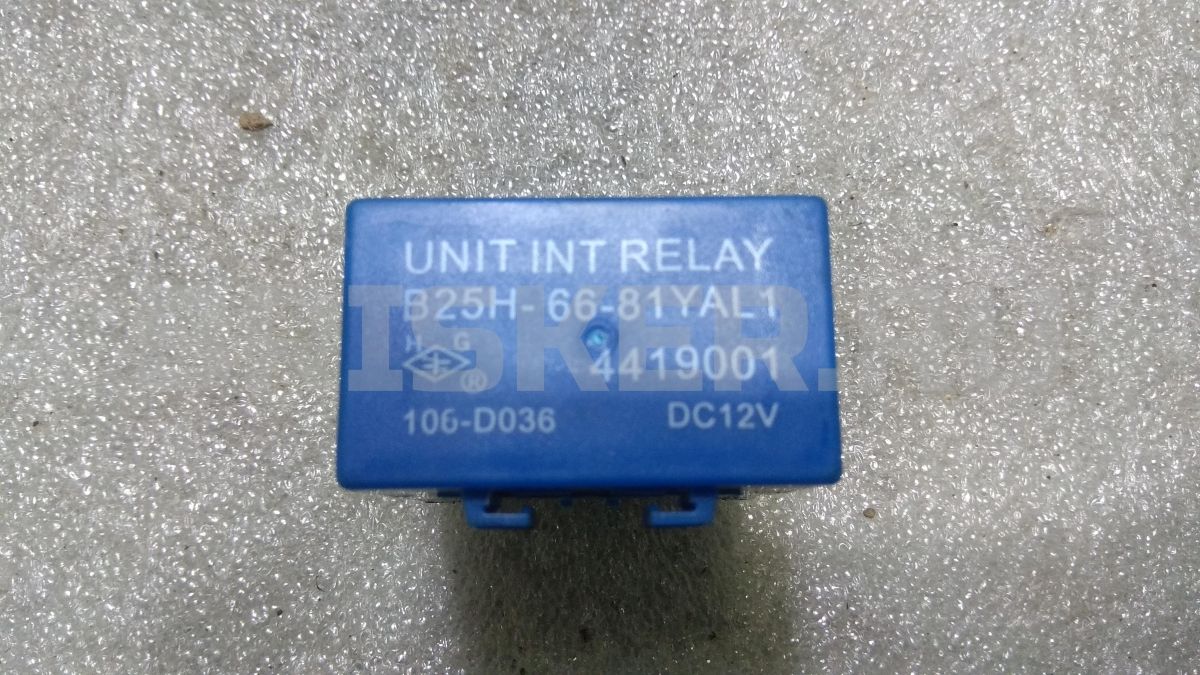 UNIT INT RELAY
B25H-66-81YAL1
H G
® 4419001
106-D036 DC12V
ISKER.